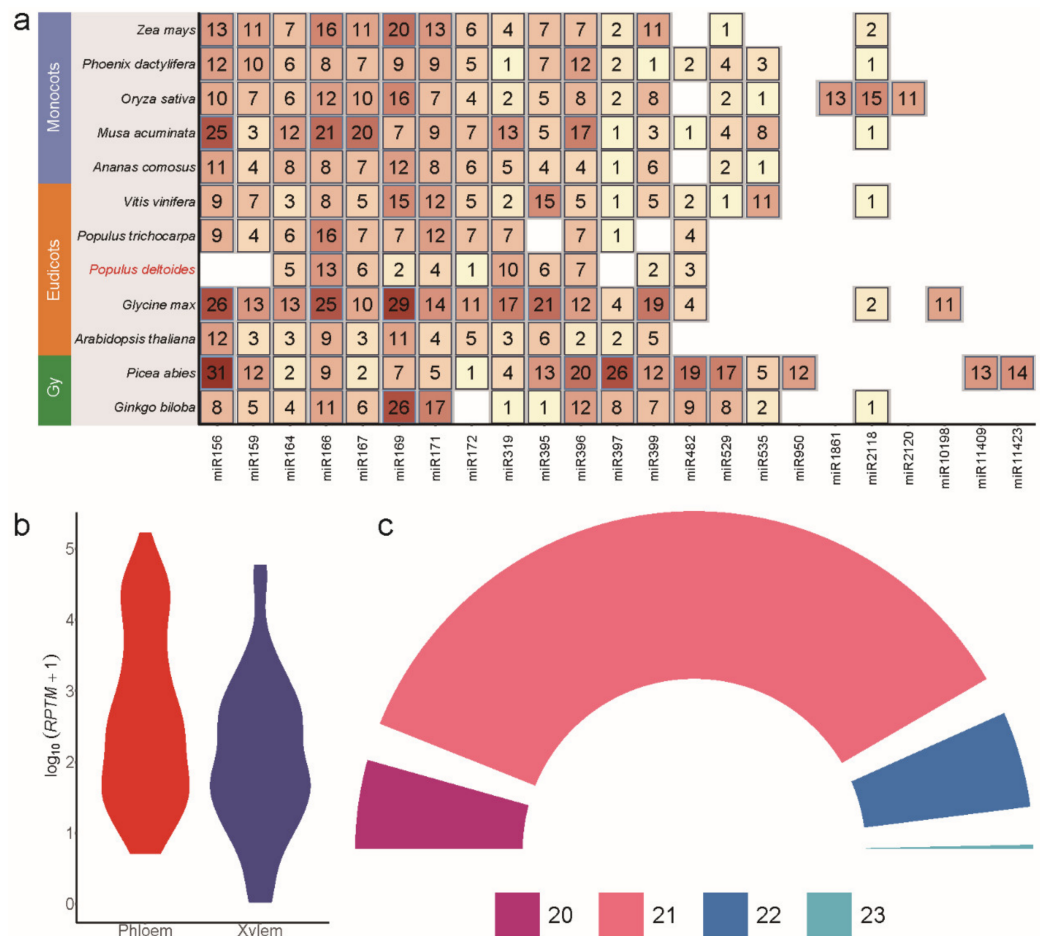 a
Monocots
Eudicots
Gy
Zea mays 13 11 7 16 11 20 13 6 4 7 7 2 11 1 2
Phoenix dactylifera 12 10 6 8 7 9 9 5 1 7 12 2 1 2 4 3 1
Oryza sativa 10 7 6 12 10 16 7 4 2 5 8 2 8 2 1 13 15 11
Musa acuminata 25 3 12 21 20 7 9 7 13 5 17 1 3 1 4 8 1
Ananas comosus 11 4 8 8 7 12 8 6 5 4 4 1 6 2 1
Vitis vinifera 9 7 3 8 5 15 12 5 2 15 5 1 5 2 1 11 1
Populus trichocarpa 9 4 6 16 7 7 12 7 7 7 1 4
Populus deltoides 5 13 6 2 4 1 10 6 7 2 3
Glycine max 26 13 13 25 10 29 14 11 17 21 12 4 19 4 2 11
Arabidopsis thaliana 12 3 3 9 3 11 4 5 3 6 2 2 5
Picea abies 31 12 2 9 2 7 5 1 4 13 20 26 12 19 17 5 12 13 14
Ginkgo biloba 8 5 4 11 6 26 17 1 1 12 8 7 9 8 2 1
miR156 miR159 miR164 miR166 miR167 miR169 miR171 miR172 miR319 miR395 miR396 miR397 miR399 miR482 miR529 miR535 miR950 miR1861 miR2118 miR2120 miR10198 miR11409 miR11423
b
log₁₀ (RPTM + 1)
5
4
3
2
1
0
Phloem Xylem
c
20 21 22 23